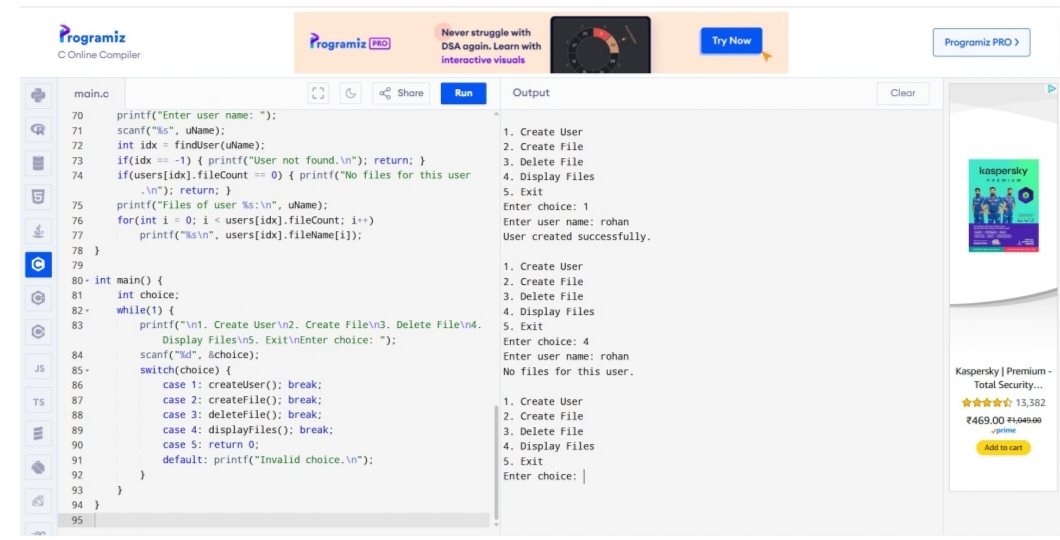 Programiz
C Online Compiler
Programiz PRO
Never struggle with
DSA again. Learn with
interactive visuals
Try Now
Programiz PRO >
main.c
Share
Run
Output
Clear
70 printf("Enter user name: ");
71 scanf("%s", uName);
72 int idx = findUser(uName);
73 if(idx == -1) { printf("User not found.\n"); return; }
74 if(users[idx].fileCount == 0) { printf("No files for this user
.\n"); return; }
75 printf("Files of user %s:\n", uName);
76 for(int i = 0; i < users[idx].fileCount; i++)
77 printf("%s\n", users[idx].fileName[i]);
78 }
79
80 int main() {
81 int choice;
82 while(1) {
83 printf("\n1. Create User\n2. Create File\n3. Delete File\n4.
Display Files\n5. Exit\nEnter choice: ");
84 scanf("%d", &choice);
85 switch(choice) {
86 case 1: createUser(); break;
87 case 2: createFile(); break;
88 case 3: deleteFile(); break;
89 case 4: displayFiles(); break;
90 case 5: return 0;
91 default: printf("Invalid choice.\n");
92 }
93 }
94 }
95
1. Create User
2. Create File
3. Delete File
4. Display Files
5. Exit
Enter choice: 1
Enter user name: rohan
User created successfully.
1. Create User
2. Create File
3. Delete File
4. Display Files
5. Exit
Enter choice: 4
Enter user name: rohan
No files for this user.
1. Create User
2. Create File
3. Delete File
4. Display Files
5. Exit
Enter choice:
JS
TS
kaspersky
PREMIUM
Kaspersky | Premium -
Total Security...
13,382
₹469.00 ₹1,049.00
prime
Add to cart